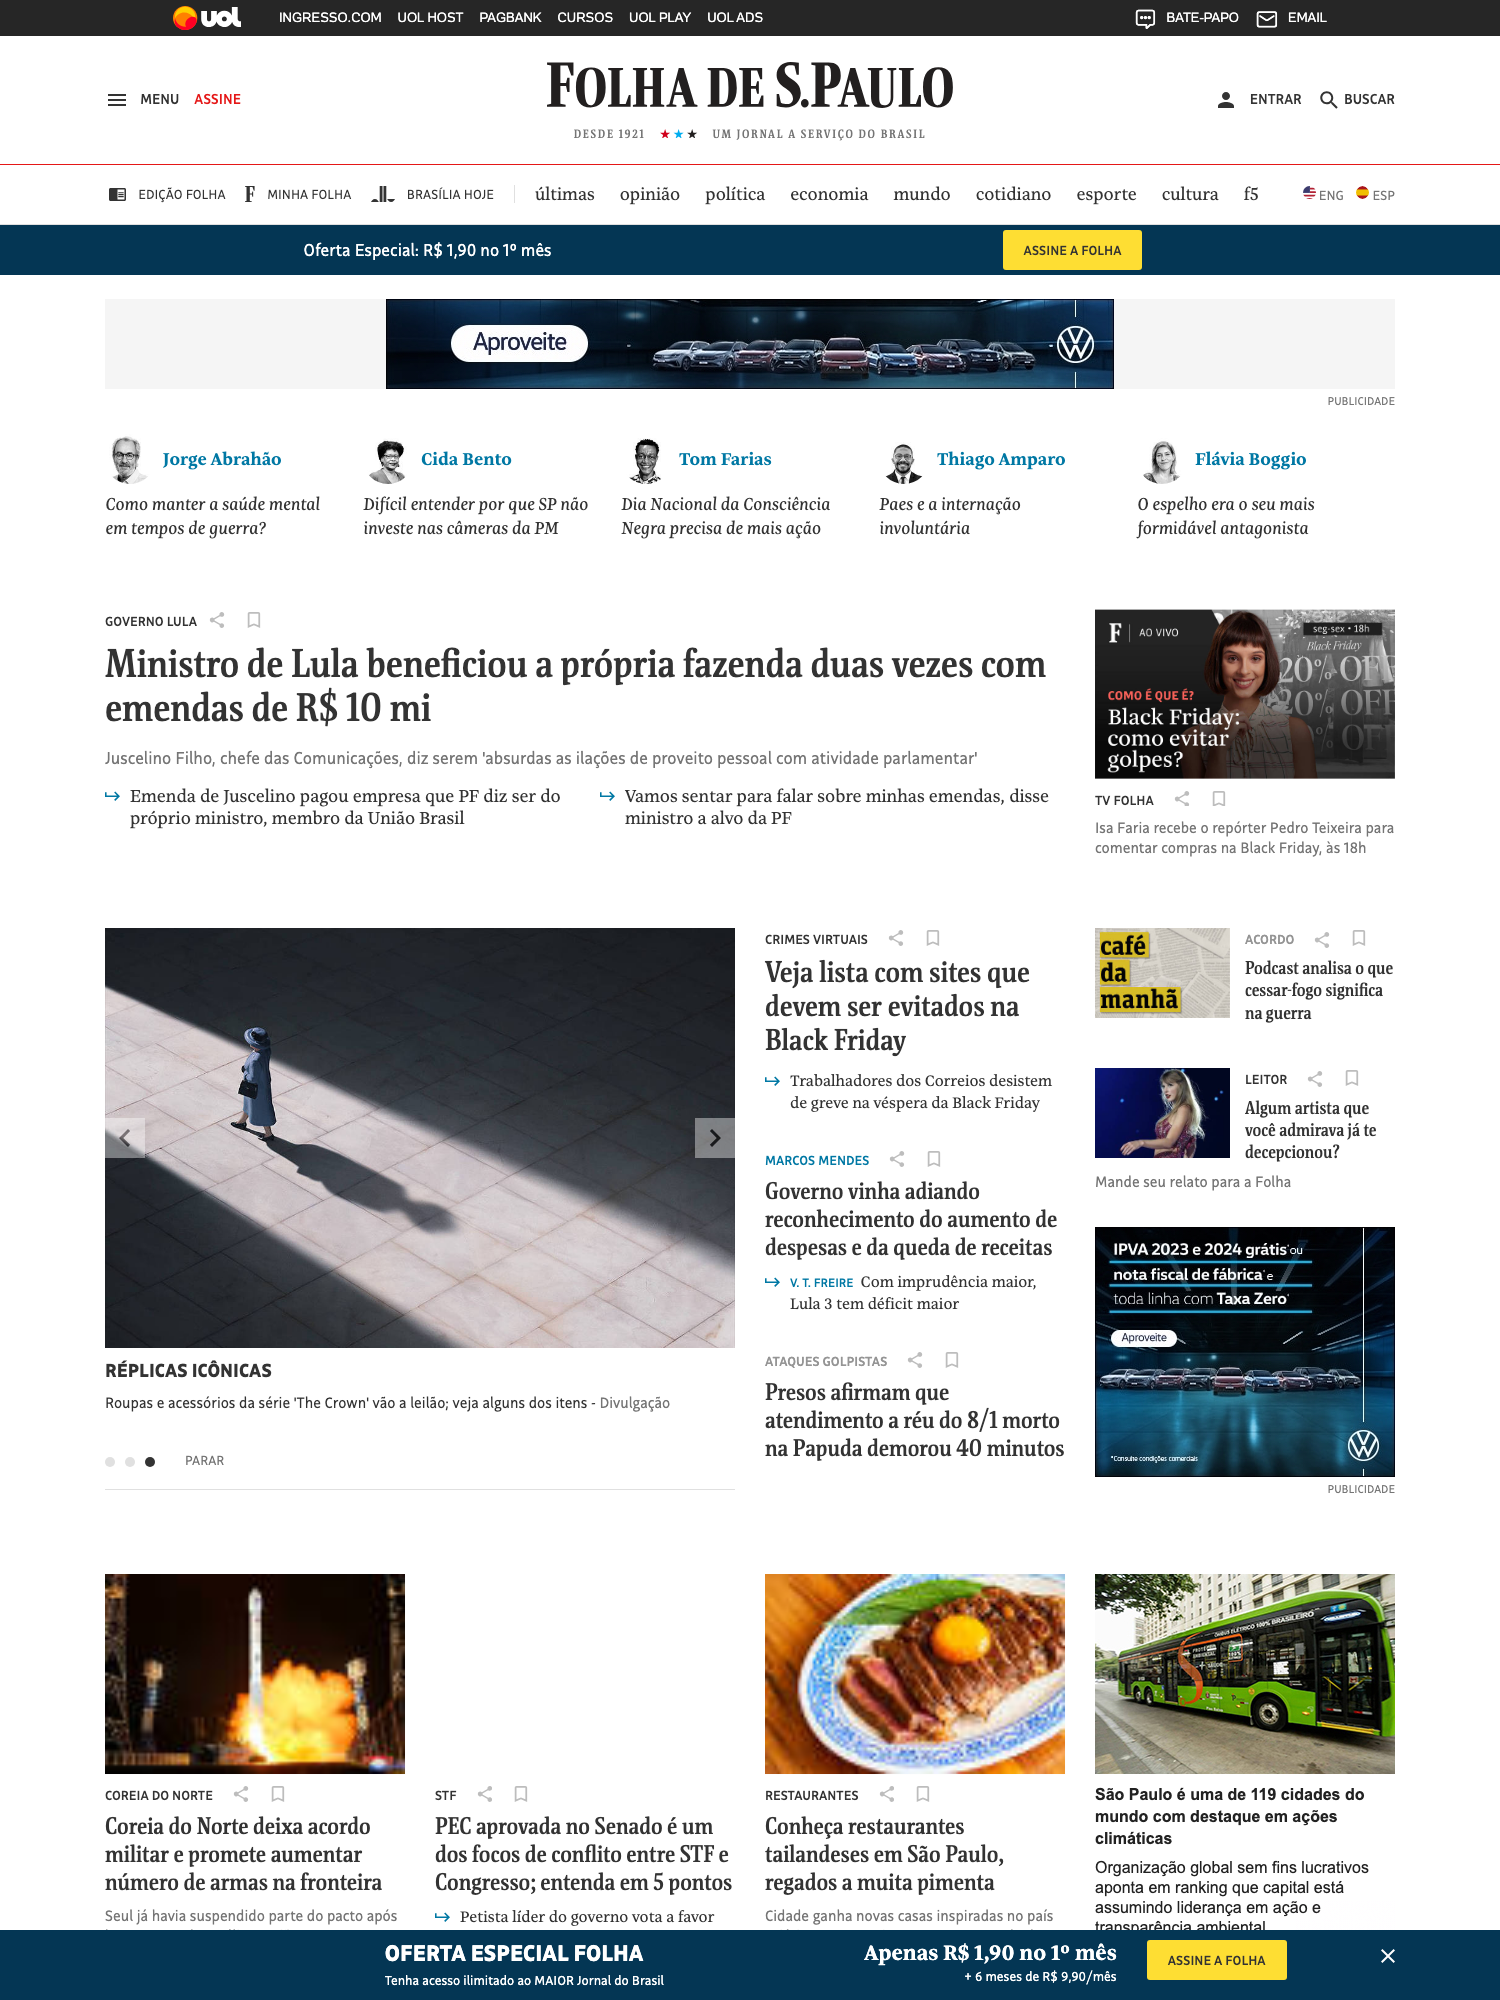 uol INGRESSO.COM UOL HOST PAGBANK CURSOS UOL PLAY UOL ADS BATE-PAPO EMAIL
MENU ASSINE FOLHA DE S.PAULO ENTRAR BUSCAR
DESDE 1921 ★★★ UM JORNAL A SERVIÇO DO BRASIL
EDIÇÃO FOLHA F MINHA FOLHA BRASÍLIA HOJE últimas opinião política economia mundo cotidiano esporte cultura f5 ENG ESP
Oferta Especial: R$ 1,90 no 1º mês ASSINE A FOLHA
Aproveite
PUBLICIDADE
Jorge Abrahão
Como manter a saúde mental
em tempos de guerra?
Cida Bento
Difícil entender por que SP não
investe nas câmeras da PM
Tom Farias
Dia Nacional da Consciência
Negra precisa de mais ação
Thiago Amparo
Paes e a internação
involuntária
Flávia Boggio
O espelho era o seu mais
formidável antagonista
GOVERNO LULA
Ministro de Lula beneficiou a própria fazenda duas vezes com
emendas de R$ 10 mi
Juscelino Filho, chefe das Comunicações, diz serem 'absurdas as ilações de proveito pessoal com atividade parlamentar'
Emenda de Juscelino pagou empresa que PF diz ser do
próprio ministro, membro da União Brasil
Vamos sentar para falar sobre minhas emendas, disse
ministro a alvo da PF
F AO VIVO
seg-sex • 18h
Black Friday
20% OFF
20% OFF
COMO É QUE É?
Black Friday:
como evitar
golpes?
TV FOLHA
Isa Faria recebe o repórter Pedro Teixeira para
comentar compras na Black Friday, às 18h
RÉPLICAS ICÔNICAS
Roupas e acessórios da série 'The Crown' vão a leilão; veja alguns dos itens - Divulgação
PARAR
CRIMES VIRTUAIS
Veja lista com sites que
devem ser evitados na
Black Friday
Trabalhadores dos Correios desistem
de greve na véspera da Black Friday
MARCOS MENDES
Governo vinha adiando
reconhecimento do aumento de
despesas e da queda de receitas
V. T. FREIRE Com imprudência maior,
Lula 3 tem déficit maior
ATAQUES GOLPISTAS
Presos afirmam que
atendimento a réu do 8/1 morto
na Papuda demorou 40 minutos
café
da
manhã
ACORDO
Podcast analisa o que
cessar-fogo significa
na guerra
LEITOR
Algum artista que
você admirava já te
decepcionou?
Mande seu relato para a Folha
IPVA 2023 e 2024 grátis* ou
nota fiscal de fábrica* e
toda linha com Taxa Zero*
Aproveite
*Consulte condições comerciais
PUBLICIDADE
COREIA DO NORTE
Coreia do Norte deixa acordo
militar e promete aumentar
número de armas na fronteira
Seul já havia suspendido parte do pacto após
STF
PEC aprovada no Senado é um
dos focos de conflito entre STF e
Congresso; entenda em 5 pontos
Petista líder do governo vota a favor
RESTAURANTES
Conheça restaurantes
tailandeses em São Paulo,
regados a muita pimenta
Cidade ganha novas casas inspiradas no país
ÔNIBUS ELÉTRICO 100% BRASILEIRO
São Paulo é uma de 119 cidades do
mundo com destaque em ações
climáticas
Organização global sem fins lucrativos
aponta em ranking que capital está
assumindo liderança em ação e
transparência ambiental
OFERTA ESPECIAL FOLHA
Tenha acesso ilimitado ao MAIOR Jornal do Brasil
Apenas R$ 1,90 no 1º mês
+ 6 meses de R$ 9,90/mês
ASSINE A FOLHA